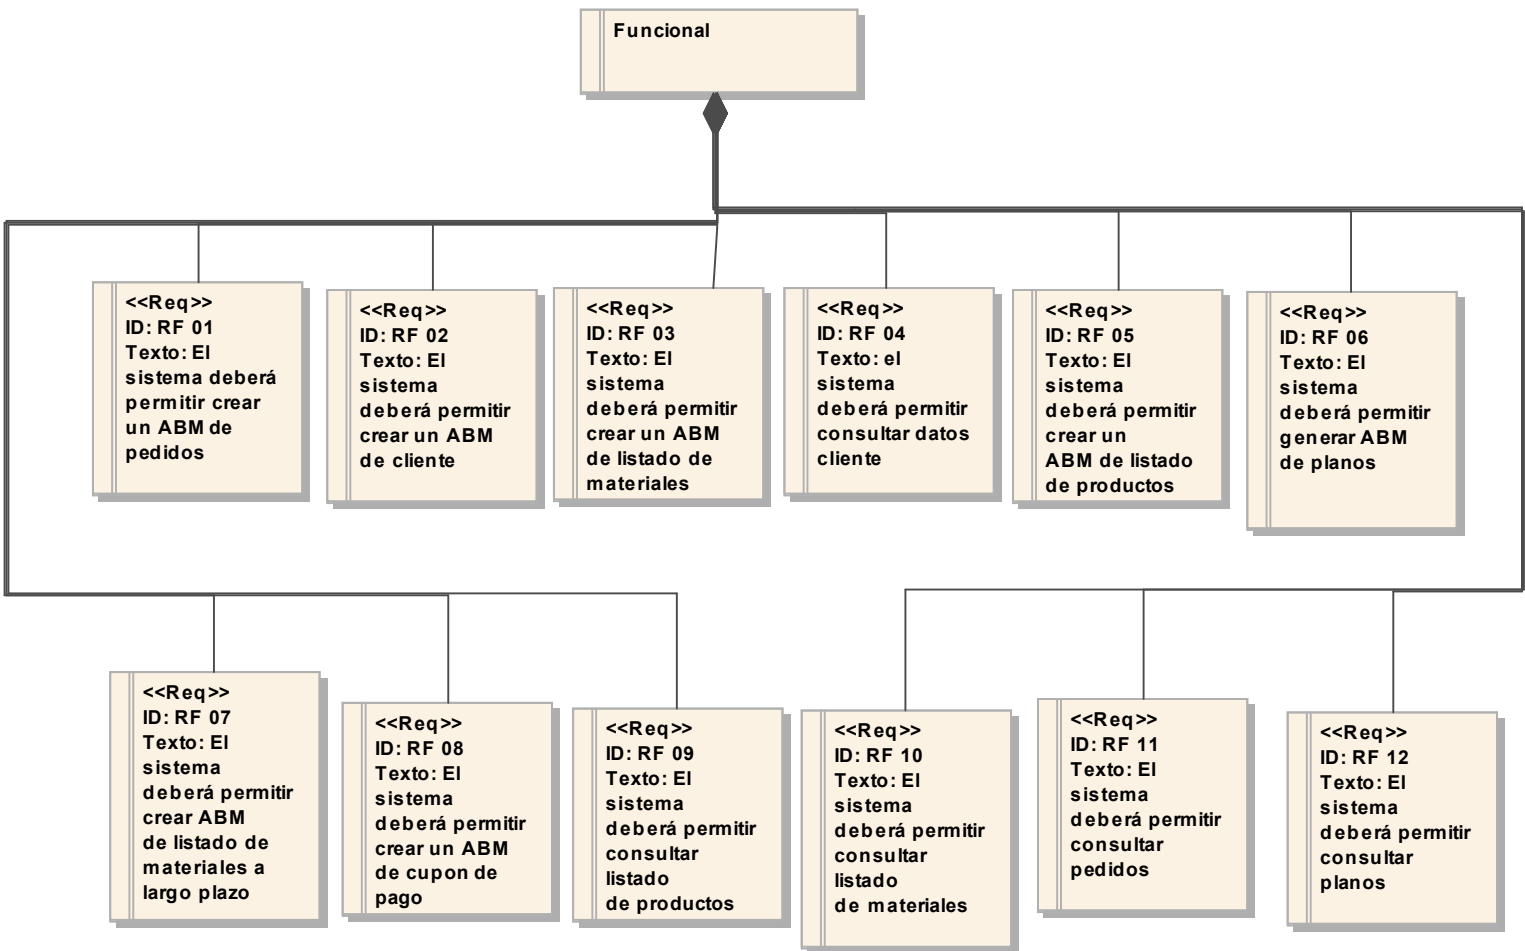 Funcional
<<Req>>
ID: RF 01
Texto: El
sistema deberá
permitir crear
un ABM de
pedidos
<<Req>>
ID: RF 02
Texto: El
sistema
deberá permitir
crear un ABM
de cliente
<<Req>>
ID: RF 03
Texto: El
sistema
deberá permitir
crear un ABM
de listado de
materiales
<<Req>>
ID: RF 04
Texto: el
sistema
deberá permitir
consultar datos
cliente
<<Req>>
ID: RF 05
Texto: El
sistema
deberá permitir
crear un
ABM de listado
de productos
<<Req>>
ID: RF 06
Texto: El
sistema
deberá permitir
generar ABM
de planos
<<Req>>
ID: RF 07
Texto: El
sistema
deberá permitir
crear ABM
de listado de
materiales a
largo plazo
<<Req>>
ID: RF 08
Texto: El
sistema
deberá permitir
crear un ABM
de cupon de
pago
<<Req>>
ID: RF 09
Texto: El
sistema
deberá permitir
consultar
listado
de productos
<<Req>>
ID: RF 10
Texto: El
sistema
deberá permitir
consultar
listado
de materiales
<<Req>>
ID: RF 11
Texto: El
sistema
deberá permitir
consultar
pedidos
<<Req>>
ID: RF 12
Texto: El
sistema
deberá permitir
consultar
planos